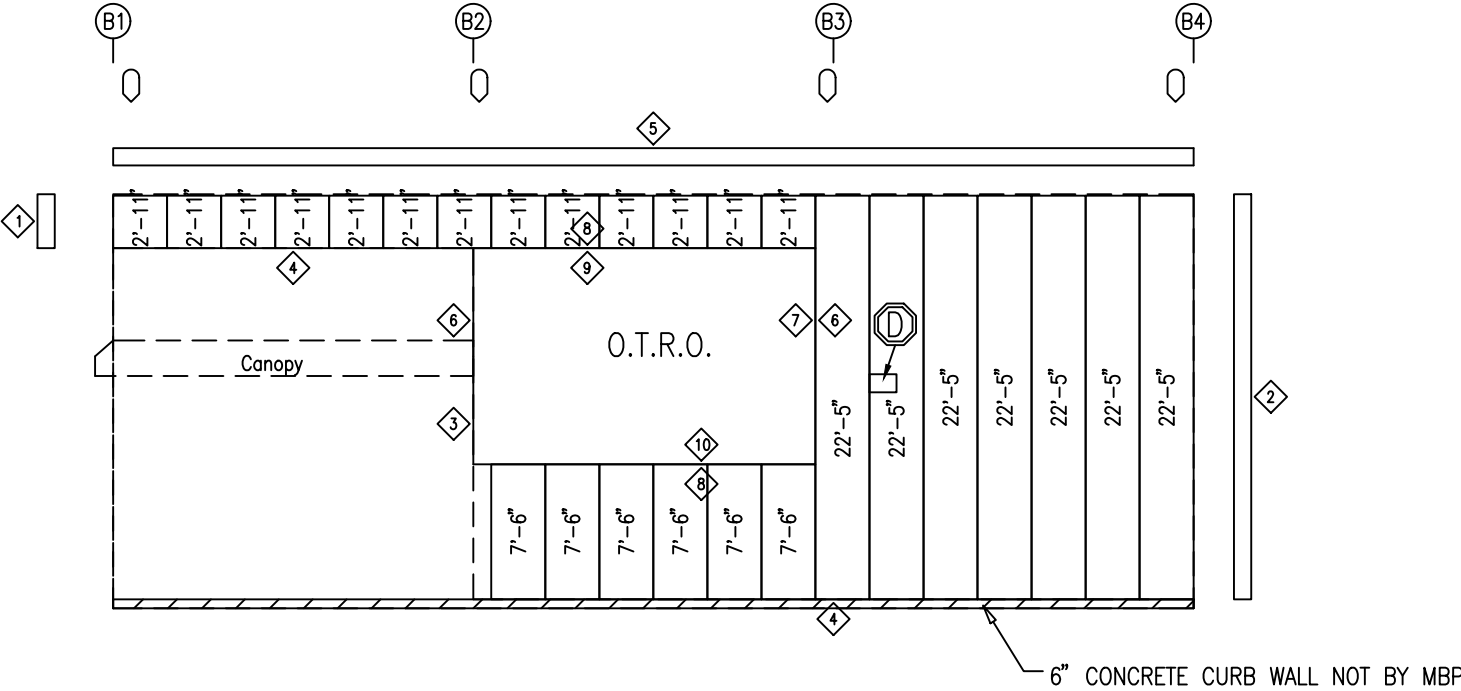 B1 B2 B3 B4
5
1
2'-11" 2'-11" 2'-11" 2'-11" 2'-11" 2'-11" 2'-11" 2'-11" 2'-11" 2'-11" 2'-11" 2'-11" 2'-11"
8
4 9
6 7 6 D
O.T.R.O.
Canopy
22'-5" 22'-5" 22'-5" 22'-5" 22'-5" 22'-5" 22'-5"
2
3
10
8
7'-6" 7'-6" 7'-6" 7'-6" 7'-6" 7'-6"
4
6" CONCRETE CURB WALL NOT BY MBP